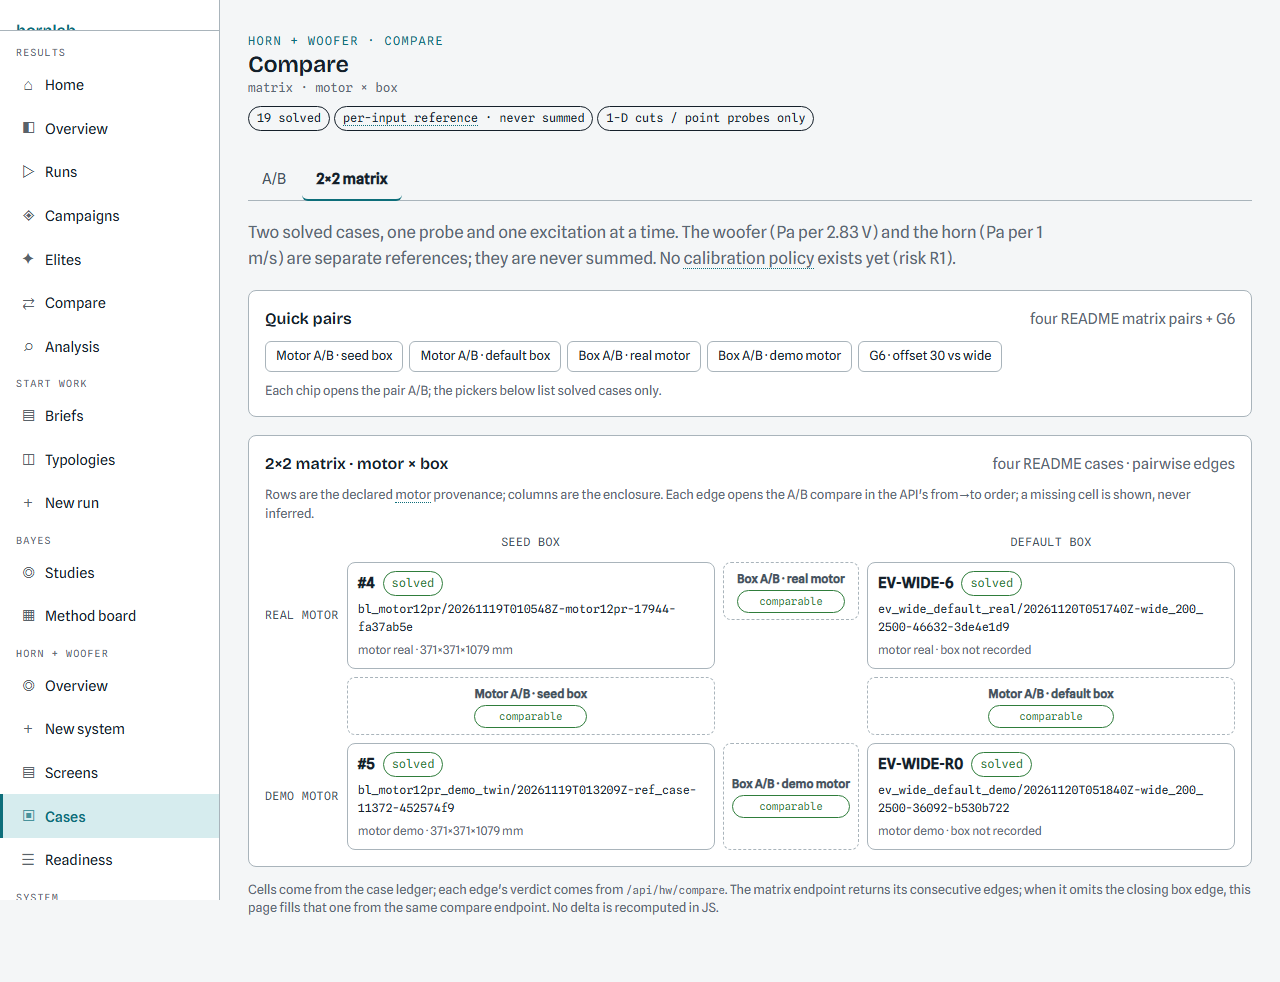 RESULTS
Home
Overview
Runs
Campaigns
Elites
Compare
Analysis
START WORK
Briefs
Typologies
New run
BAYES
Studies
Method board
HORN + WOOFER
Overview
New system
Screens
Cases
Readiness
SYSTEM
HORN + WOOFER · COMPARE
Compare
matrix · motor × box
19 solved
per-input reference · never summed
1-D cuts / point probes only
A/B
2×2 matrix
Two solved cases, one probe and one excitation at a time. The woofer (Pa per 2.83 V) and the horn (Pa per 1
m/s) are separate references; they are never summed. No calibration policy exists yet (risk R1).
Quick pairs
four README matrix pairs + G6
Motor A/B · seed box
Motor A/B · default box
Box A/B · real motor
Box A/B · demo motor
G6 · offset 30 vs wide
Each chip opens the pair A/B; the pickers below list solved cases only.
2×2 matrix · motor × box
four README cases · pairwise edges
Rows are the declared motor provenance; columns are the enclosure. Each edge opens the A/B compare in the API's from→to order; a missing cell is shown, never
inferred.
SEED BOX
DEFAULT BOX
REAL MOTOR
#4 solved
bl_motor12pr/20261119T010548Z-motor12pr-17944-
fa37ab5e
motor real · 371×371×1079 mm
Box A/B · real motor
comparable
EV-WIDE-6 solved
ev_wide_default_real/20261120T051740Z-wide_200_
2500-46632-3de4e1d9
motor real · box not recorded
Motor A/B · seed box
comparable
Motor A/B · default box
comparable
DEMO MOTOR
#5 solved
bl_motor12pr_demo_twin/20261119T013209Z-ref_case-
11372-452574f9
motor demo · 371×371×1079 mm
Box A/B · demo motor
comparable
EV-WIDE-R0 solved
ev_wide_default_demo/20261120T051840Z-wide_200_
2500-36092-b530b722
motor demo · box not recorded
Cells come from the case ledger; each edge's verdict comes from /api/hw/compare. The matrix endpoint returns its consecutive edges; when it omits the closing box edge, this
page fills that one from the same compare endpoint. No delta is recomputed in JS.